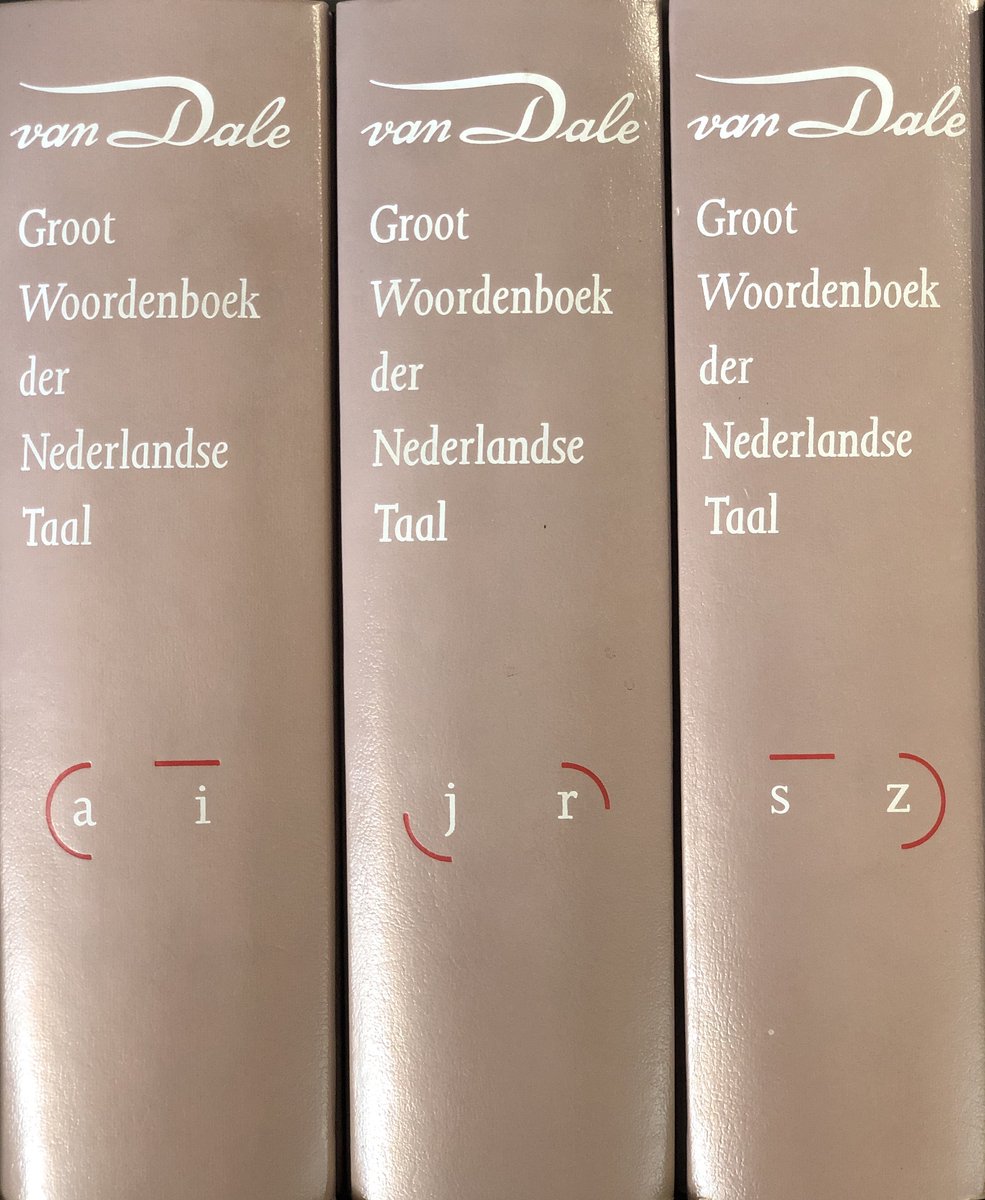 van Dale
Groot
Woordenboek
der
Nederlandse
Taal
a i
van Dale
Groot
Woordenboek
der
Nederlandse
Taal
j r
van Dale
Groot
Woordenboek
der
Nederlandse
Taal
s z